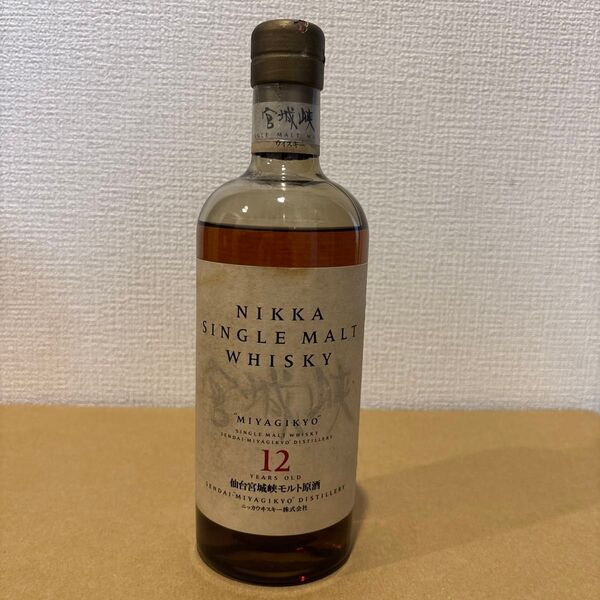 宮城峡
SINGLE MALT
ウイスキー
NIKKA
SINGLE MALT
WHISKY
宮城峡
"MIYAGIKYO"
SINGLE MALT WHISKY
SENDAI "MIYAGIKYO" DISTILLERY
12
YEARS OLD
仙台宮城峡モルト原酒
SENDAI "MIYAGIKYO" DISTILLERY
ニッカウヰスキー株式会社